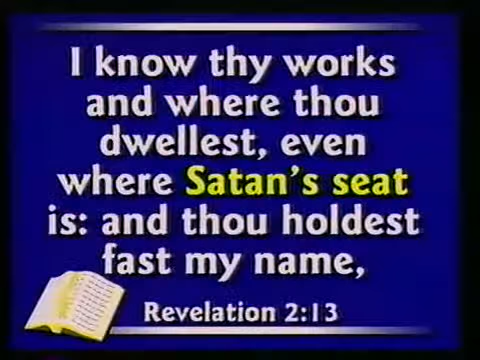 I know thy works
and where thou
dwellest, even
where Satan's seat
is: and thou holdest
fast my name,
Revelation 2:13